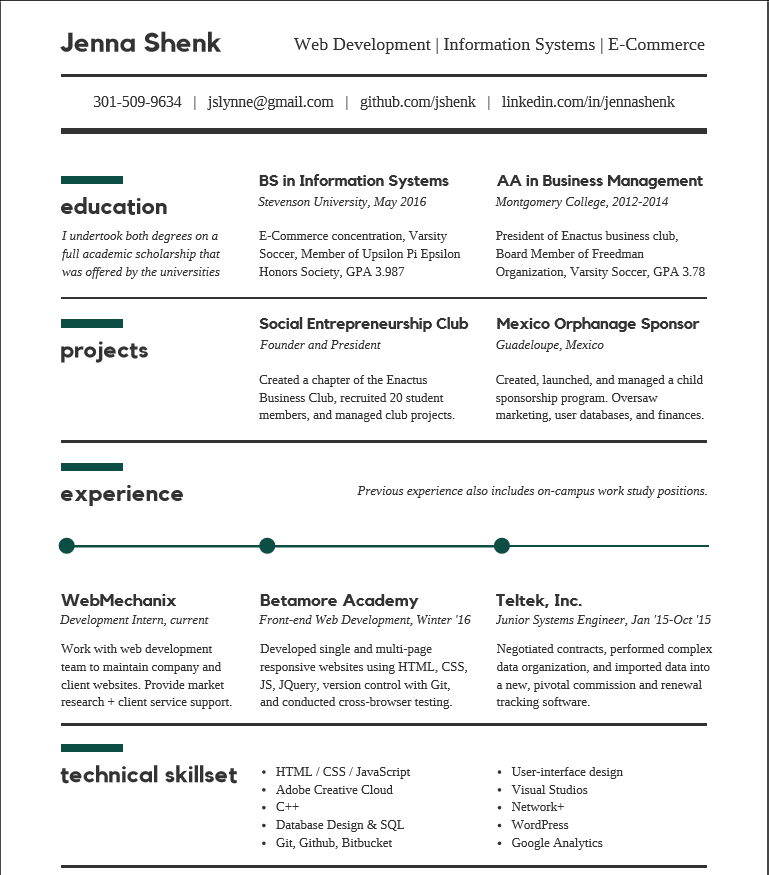 Jenna Shenk
Web Development | Information Systems | E-Commerce
301-509-9634 | jslynne@gmail.com | github.com/jshenk | linkedin.com/in/jennashenk
education
I undertook both degrees on a
full academic scholarship that
was offered by the universities
BS in Information Systems
Stevenson University, May 2016
E-Commerce concentration, Varsity
Soccer, Member of Upsilon Pi Epsilon
Honors Society, GPA 3.987
AA in Business Management
Montgomery College, 2012-2014
President of Enactus business club,
Board Member of Freedman
Organization, Varsity Soccer, GPA 3.78
projects
Social Entrepreneurship Club
Founder and President
Created a chapter of the Enactus
Business Club, recruited 20 student
members, and managed club projects.
Mexico Orphanage Sponsor
Guadeloupe, Mexico
Created, launched, and managed a child
sponsorship program. Oversaw
marketing, user databases, and finances.
experience
Previous experience also includes on-campus work study positions.
WebMechanix
Development Intern, current
Work with web development
team to maintain company and
client websites. Provide market
research + client service support.
Betamore Academy
Front-end Web Development, Winter '16
Developed single and multi-page
responsive websites using HTML, CSS,
JS, JQuery, version control with Git,
and conducted cross-browser testing.
Teltek, Inc.
Junior Systems Engineer, Jan '15-Oct '15
Negotiated contracts, performed complex
data organization, and imported data into
a new, pivotal commission and renewal
tracking software.
technical skillset
• HTML / CSS / JavaScript
• Adobe Creative Cloud
• C++
• Database Design & SQL
• Git, Github, Bitbucket
• User-interface design
• Visual Studios
• Network+
• WordPress
• Google Analytics